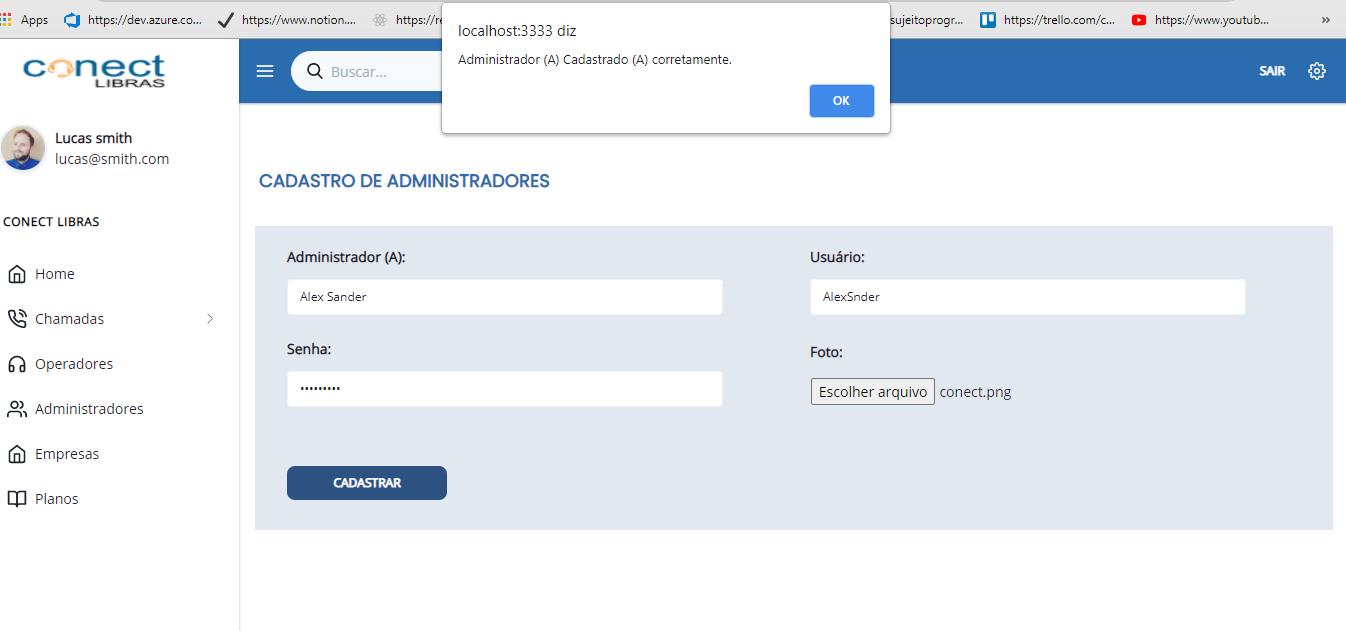 Apps
https://dev.azure.co...
https://www.notion....
https://re
sujeitoprogr...
https://trello.com/c...
https://www.youtub...
»
localhost:3333 diz
Administrador (A) Cadastrado (A) corretamente.
OK
conect
LIBRAS
Buscar...
SAIR
Lucas smith
lucas@smith.com
CONECT LIBRAS
Home
Chamadas
Operadores
Administradores
Empresas
Planos
CADASTRO DE ADMINISTRADORES
Administrador (A):
Usuário:
Alex Sander
AlexSnder
Senha:
Foto:
•••••••••
Escolher arquivo conect.png
CADASTRAR